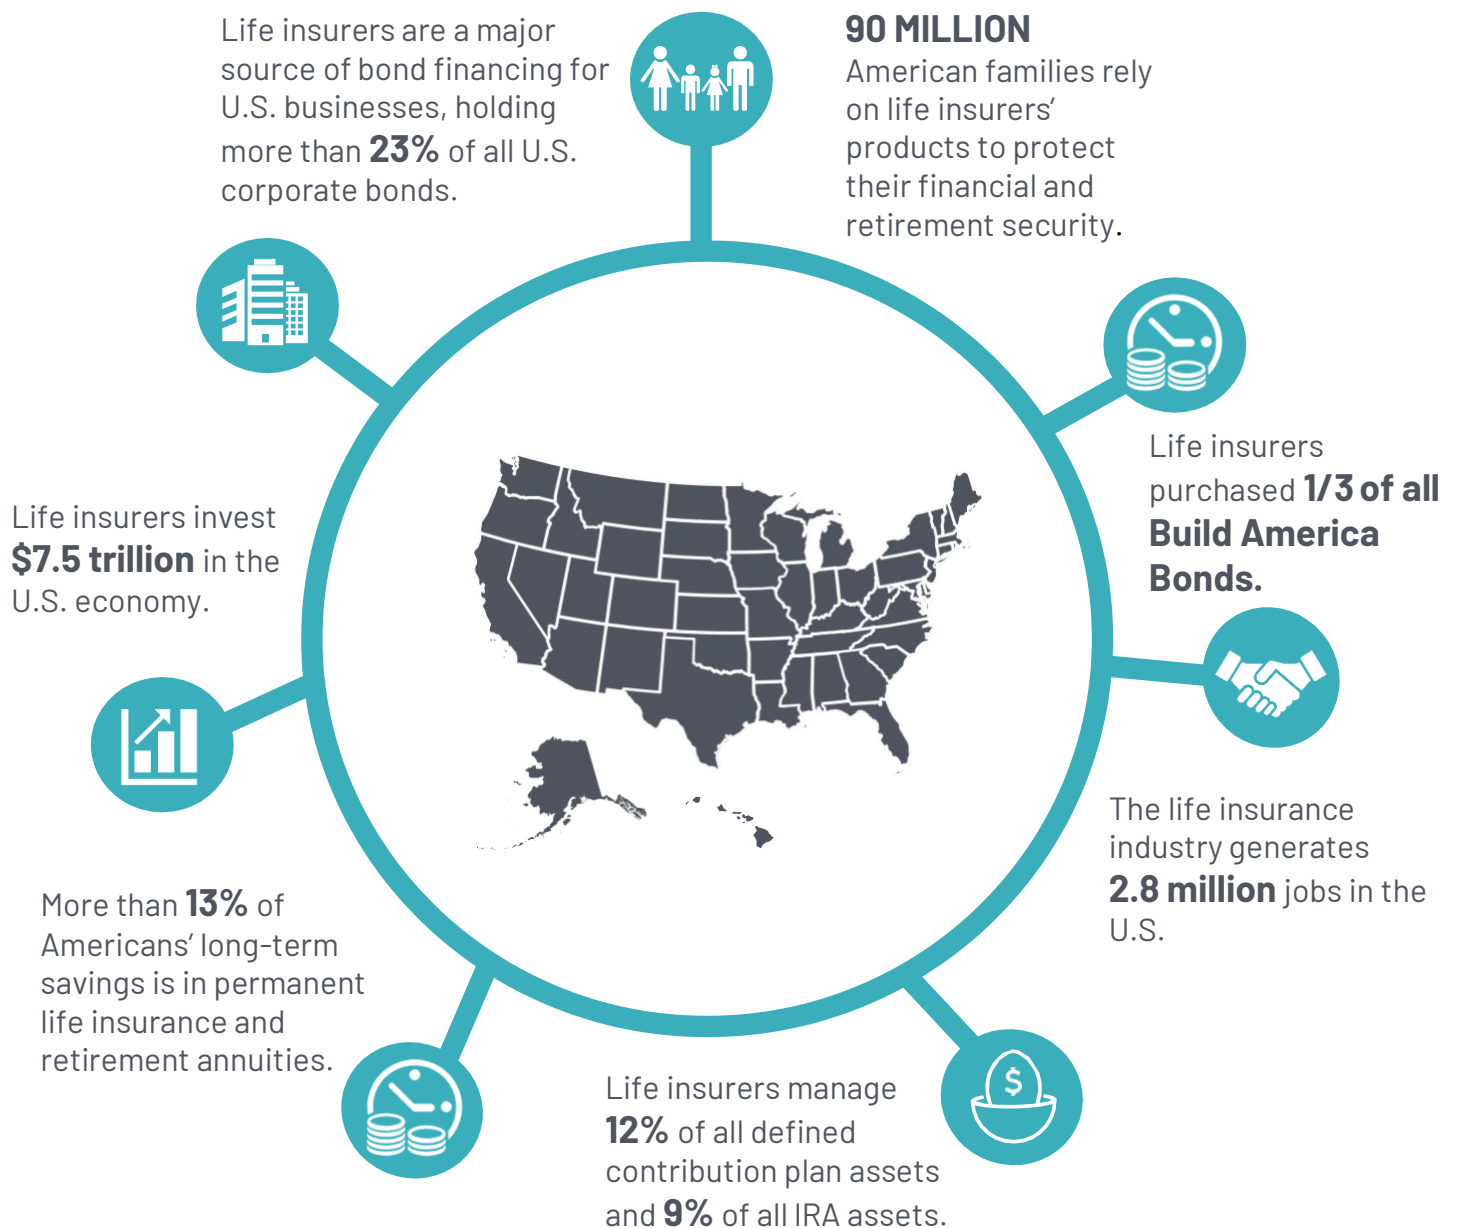 Life insurers are a major
source of bond financing for
U.S. businesses, holding
more than 23% of all U.S.
corporate bonds.
90 MILLION
American families rely
on life insurers’
products to protect
their financial and
retirement security.
Life insurers
purchased 1/3 of all
Build America
Bonds.
Life insurers invest
$7.5 trillion in the
U.S. economy.
The life insurance
industry generates
2.8 million jobs in the
U.S.
More than 13% of
Americans’ long-term
savings is in permanent
life insurance and
retirement annuities.
$
Life insurers manage
12% of all defined
contribution plan assets
and 9% of all IRA assets.